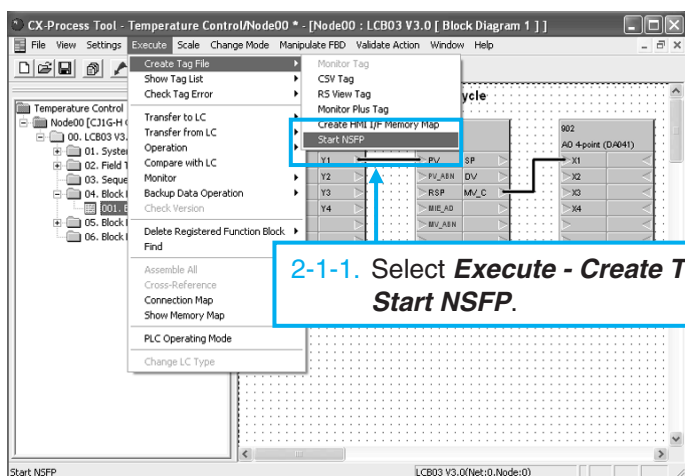 CX-Process Tool - Temperature Control/Node00 * - [Node00 : LCB03 V3.0 [ Block Diagram 1 ] ]
File View Settings Execute Scale Change Mode Manipulate FBD Validate Action Window Help
Create Tag File
Show Tag List
Check Tag Error
Transfer to LC
Transfer from LC
Operation
Compare with LC
Monitor
Backup Data Operation
Check Version
Delete Registered Function Block
Find
Assemble All
Cross-Reference
Connection Map
Show Memory Map
PLC Operating Mode
Change LC Type
Monitor Tag
CSV Tag
RS View Tag
Monitor Plus Tag
Create HMI I/F Memory Map
Start NSFP
Temperature Control
Node00 [CJ1G-H
00. LCB03 V3.
01. System
02. Field T
03. Seque
04. Block
001.
05. Block
06. Block
ycle
902
AO 4-point (DA041)
Y1 PV SP X1
Y2 PV_ABN DV X2
Y3 RSP MV_C X3
Y4 MIE_AD X4
MV_ABN
2-1-1. Select Execute - Create T
Start NSFP.
Start NSFP
LCB03 V3.0(Net:0,Node:0)